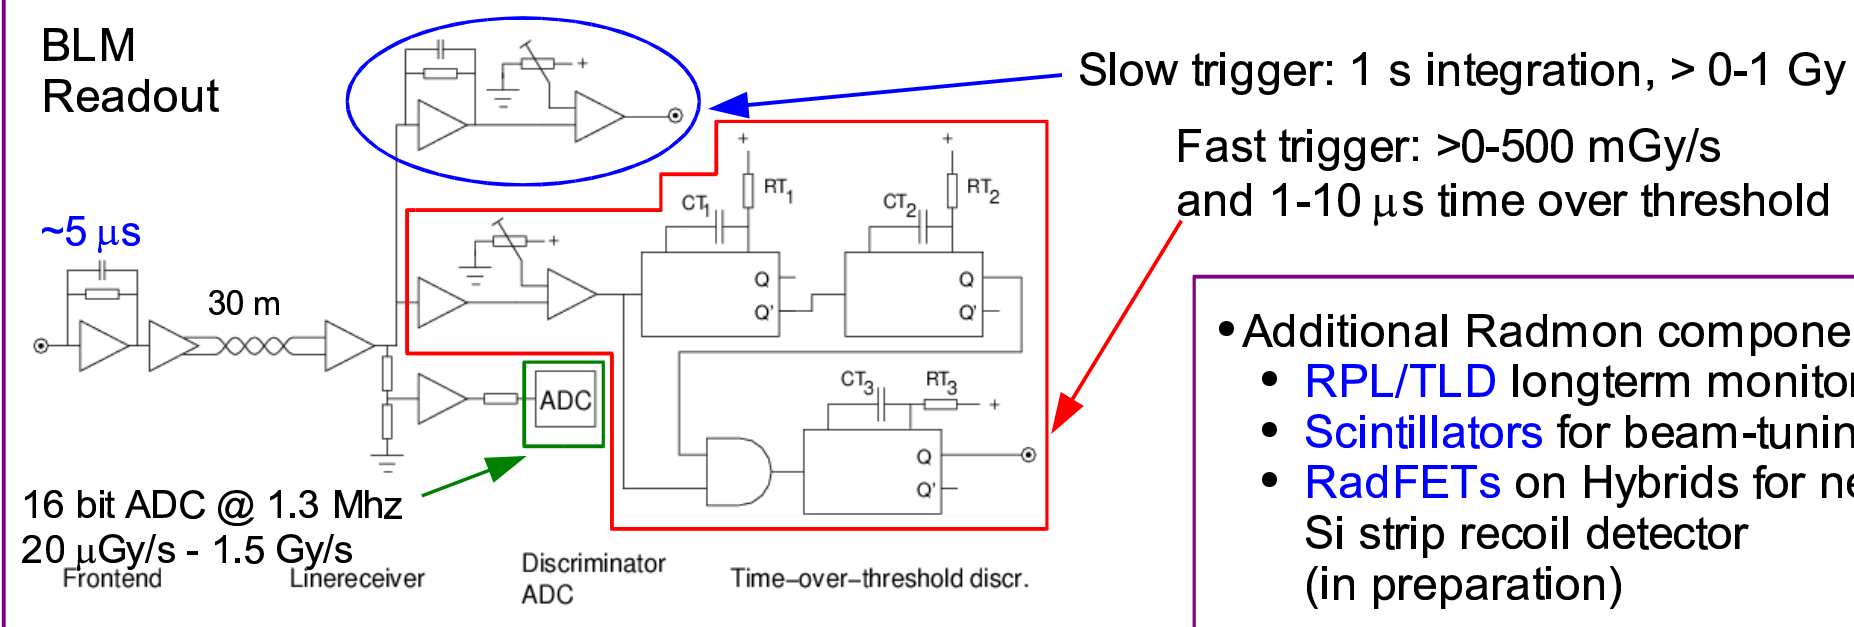 BLM
Readout
Slow trigger: 1 s integration, > 0-1 Gy
Fast trigger: >0-500 mGy/s
and 1-10 μs time over threshold
~5 μs
30 m
+
+
+
+
CT1
RT1
CT2
RT2
Q
Q'
Q
Q'
CT3
RT3
+
Q
Q'
ADC
16 bit ADC @ 1.3 Mhz
20 μGy/s - 1.5 Gy/s
Frontend
Linereceiver
Discriminator
ADC
Time-over-threshold discr.
• Additional Radmon compone
• RPL/TLD longterm monitor
• Scintillators for beam-tunin
• RadFETs on Hybrids for ne
Si strip recoil detector
(in preparation)